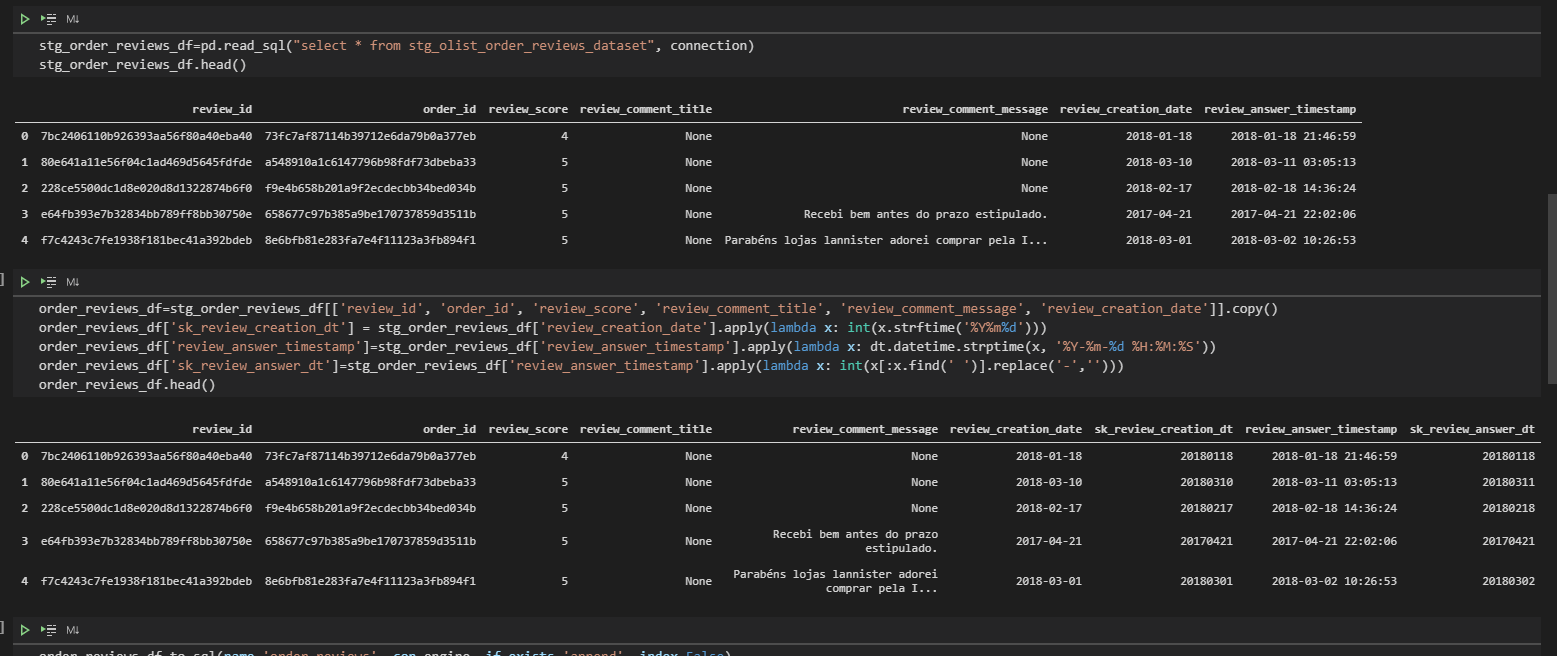 M↓
stg_order_reviews_df=pd.read_sql("select * from stg_olist_order_reviews_dataset", connection)
stg_order_reviews_df.head()
review_id order_id review_score review_comment_title review_comment_message review_creation_date review_answer_timestamp
0 7bc2406110b926393aa56f80a40eba40 73fc7af87114b39712e6da79b0a377eb 4 None None 2018-01-18 2018-01-18 21:46:59
1 80e641a11e56f04c1ad469d5645fdfde a548910a1c6147796b98fdf73dbeba33 5 None None 2018-03-10 2018-03-11 03:05:13
2 228ce5500dc1d8e020d8d1322874b6f0 f9e4b658b201a9f2ecdecbb34bed034b 5 None None 2018-02-17 2018-02-18 14:36:24
3 e64fb393e7b32834bb789ff8bb30750e 658677c97b385a9be170737859d3511b 5 None Recebi bem antes do prazo estipulado. 2017-04-21 2017-04-21 22:02:06
4 f7c4243c7fe1938f181bec41a392bdeb 8e6bfb81e283fa7e4f11123a3fb894f1 5 None Parabéns lojas lannister adorei comprar pela I... 2018-03-01 2018-03-02 10:26:53
] M↓
order_reviews_df=stg_order_reviews_df[['review_id', 'order_id', 'review_score', 'review_comment_title', 'review_comment_message', 'review_creation_date']].copy()
order_reviews_df['sk_review_creation_dt'] = stg_order_reviews_df['review_creation_date'].apply(lambda x: int(x.strftime('%Y%m%d')))
order_reviews_df['review_answer_timestamp']=stg_order_reviews_df['review_answer_timestamp'].apply(lambda x: dt.datetime.strptime(x, '%Y-%m-%d %H:%M:%S'))
order_reviews_df['sk_review_answer_dt']=stg_order_reviews_df['review_answer_timestamp'].apply(lambda x: int(x[:x.find(' ')].replace('-','')))
order_reviews_df.head()
review_id order_id review_score review_comment_title review_comment_message review_creation_date sk_review_creation_dt review_answer_timestamp sk_review_answer_dt
0 7bc2406110b926393aa56f80a40eba40 73fc7af87114b39712e6da79b0a377eb 4 None None 2018-01-18 20180118 2018-01-18 21:46:59 20180118
1 80e641a11e56f04c1ad469d5645fdfde a548910a1c6147796b98fdf73dbeba33 5 None None 2018-03-10 20180310 2018-03-11 03:05:13 20180311
2 228ce5500dc1d8e020d8d1322874b6f0 f9e4b658b201a9f2ecdecbb34bed034b 5 None None 2018-02-17 20180217 2018-02-18 14:36:24 20180218
3 e64fb393e7b32834bb789ff8bb30750e 658677c97b385a9be170737859d3511b 5 None Recebi bem antes do prazo 2017-04-21 20170421 2017-04-21 22:02:06 20170421
estipulado.
4 f7c4243c7fe1938f181bec41a392bdeb 8e6bfb81e283fa7e4f11123a3fb894f1 5 None Parabéns lojas lannister adorei 2018-03-01 20180301 2018-03-02 10:26:53 20180302
comprar pela I...
] M↓
order_reviews_df.to_sql(name='order_reviews', con=engine, if_exists='append', index=False)